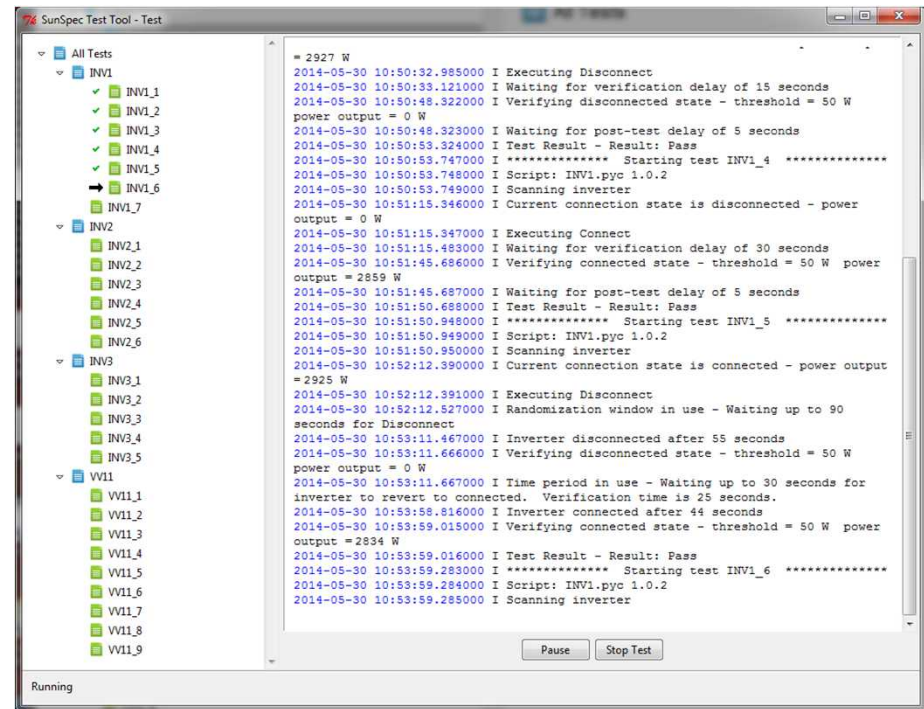 All Tests
SunSpec Test Tool - Test
All Tests
INV1
INV1_1
INV1_2
INV1_3
INV1_4
INV1_5
INV1_6
INV1_7
INV2
INV2_1
INV2_2
INV2_3
INV2_4
INV2_5
INV2_6
INV3
INV3_1
INV3_2
INV3_3
INV3_4
INV3_5
VV11
VV11_1
VV11_2
VV11_3
VV11_4
VV11_5
VV11_6
VV11_7
VV11_8
VV11_9
= 2927 W
2014-05-30 10:50:32.985000 I Executing Disconnect
2014-05-30 10:50:33.121000 I Waiting for verification delay of 15 seconds
2014-05-30 10:50:48.322000 I Verifying disconnected state - threshold = 50 W
power output = 0 W
2014-05-30 10:50:48.323000 I Waiting for post-test delay of 5 seconds
2014-05-30 10:50:53.324000 I Test Result - Result: Pass
2014-05-30 10:50:53.747000 I ************** Starting test INV1_4 **************
2014-05-30 10:50:53.748000 I Script: INV1.pyc 1.0.2
2014-05-30 10:50:53.749000 I Scanning inverter
2014-05-30 10:51:15.346000 I Current connection state is disconnected - power
output = 0 W
2014-05-30 10:51:15.347000 I Executing Connect
2014-05-30 10:51:15.483000 I Waiting for verification delay of 30 seconds
2014-05-30 10:51:45.686000 I Verifying connected state - threshold = 50 W power
output = 2859 W
2014-05-30 10:51:45.687000 I Waiting for post-test delay of 5 seconds
2014-05-30 10:51:50.688000 I Test Result - Result: Pass
2014-05-30 10:51:50.948000 I ************** Starting test INV1_5 **************
2014-05-30 10:51:50.949000 I Script: INV1.pyc 1.0.2
2014-05-30 10:51:50.950000 I Scanning inverter
2014-05-30 10:52:12.390000 I Current connection state is connected - power output
= 2925 W
2014-05-30 10:52:12.391000 I Executing Disconnect
2014-05-30 10:52:12.527000 I Randomization window in use - Waiting up to 90
seconds for Disconnect
2014-05-30 10:53:11.467000 I Inverter disconnected after 55 seconds
2014-05-30 10:53:11.666000 I Verifying disconnected state - threshold = 50 W
power output = 0 W
2014-05-30 10:53:11.667000 I Time period in use - Waiting up to 30 seconds for
inverter to revert to connected. Verification time is 25 seconds.
2014-05-30 10:53:58.816000 I Inverter connected after 44 seconds
2014-05-30 10:53:59.015000 I Verifying connected state - threshold = 50 W power
output = 2834 W
2014-05-30 10:53:59.016000 I Test Result - Result: Pass
2014-05-30 10:53:59.283000 I ************** Starting test INV1_6 **************
2014-05-30 10:53:59.284000 I Script: INV1.pyc 1.0.2
2014-05-30 10:53:59.285000 I Scanning inverter
Pause
Stop Test
Running